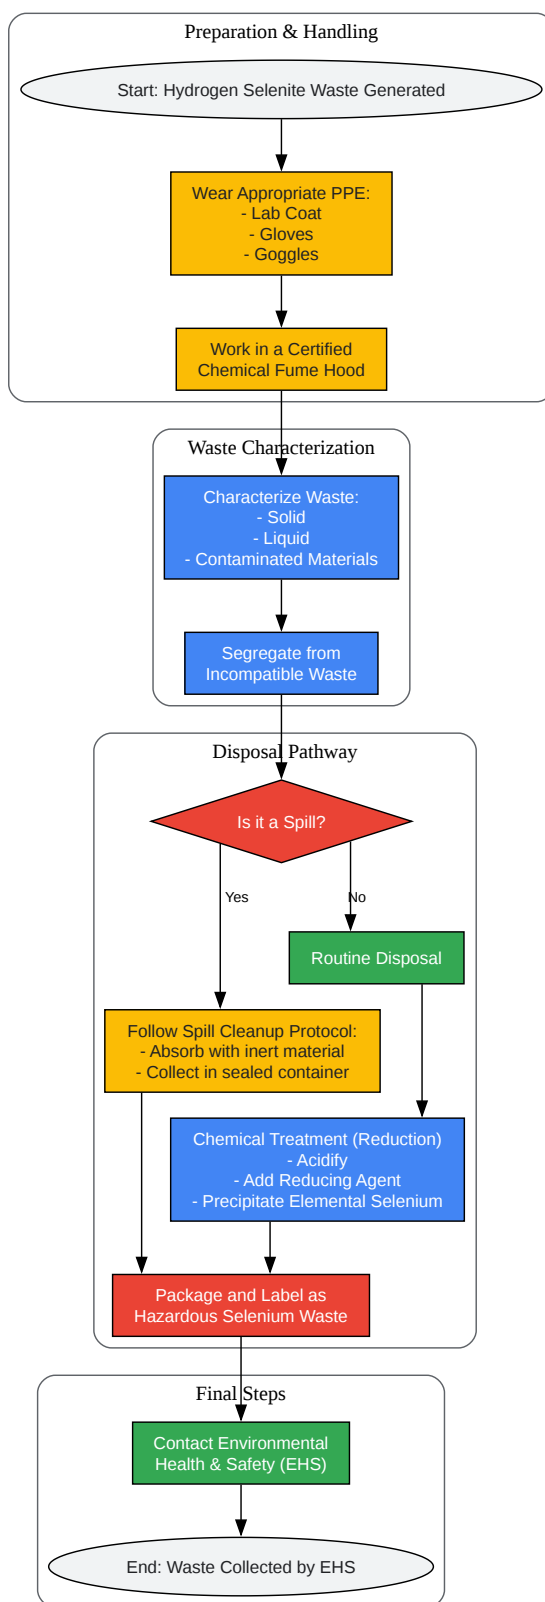 Preparation & Handling
Start: Hydrogen Selenite Waste Generated
Wear Appropriate PPE:
- Lab Coat
- Gloves
- Goggles
Work in a Certified
Chemical Fume Hood
Waste Characterization
Characterize Waste:
- Solid
- Liquid
- Contaminated Materials
Segregate from
Incompatible Waste
Disposal Pathway
Is it a Spill?
Yes
No
Routine Disposal
Follow Spill Cleanup Protocol:
- Absorb with inert material
- Collect in sealed container
Chemical Treatment (Reduction)
- Acidify
- Add Reducing Agent
- Precipitate Elemental Selenium
Package and Label as
Hazardous Selenium Waste
Final Steps
Contact Environmental
Health & Safety (EHS)
End: Waste Collected by EHS